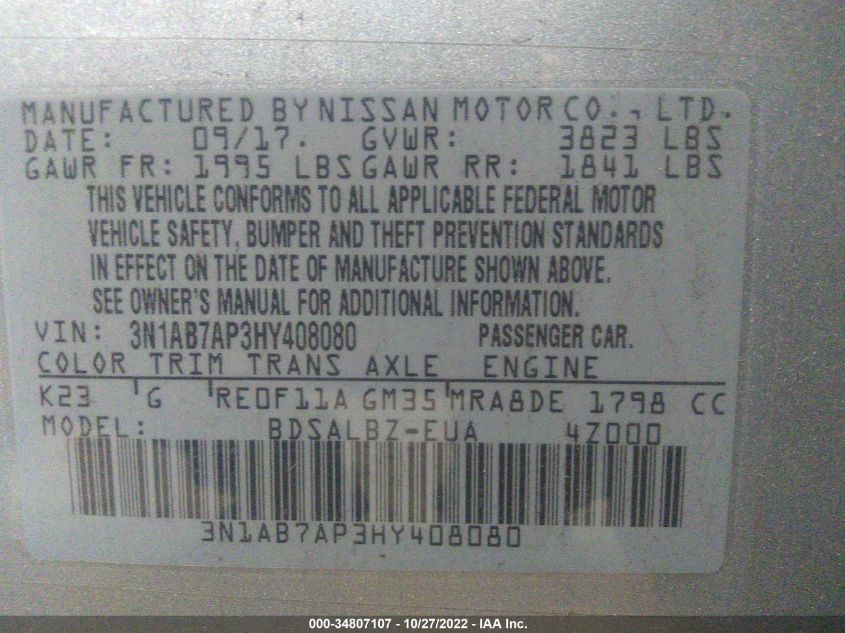 MANUFACTURED BY NISSAN MOTOR CO., LTD.
DATE: 09/17. GVWR: 3823 LBS
GAWR FR: 1995 LBS GAWR RR: 1841 LBS
THIS VEHICLE CONFORMS TO ALL APPLICABLE FEDERAL MOTOR
VEHICLE SAFETY, BUMPER AND THEFT PREVENTION STANDARDS
IN EFFECT ON THE DATE OF MANUFACTURE SHOWN ABOVE.
SEE OWNER'S MANUAL FOR ADDITIONAL INFORMATION.
VIN: 3N1AB7AP3HY408080 PASSENGER CAR.
COLOR TRIM TRANS AXLE ENGINE
K23 G RE0F11A GM35 MRA8DE 1798 CC
MODEL: BDSALBZ-EUA 4Z000
3N1AB7AP3HY408080
000-34807107 - 10/27/2022 - IAA Inc.